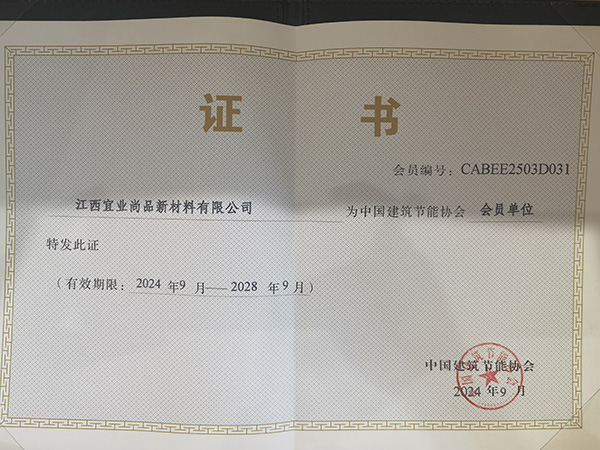 证 书
会员编号：CABEE2503D031
江西宜业尚品新材料有限公司 为中国建筑节能协会 会员单位
特发此证
（有效期限：2024 年9 月——2028 年 9 月）
中国建筑节能协会
2024 年 9 月